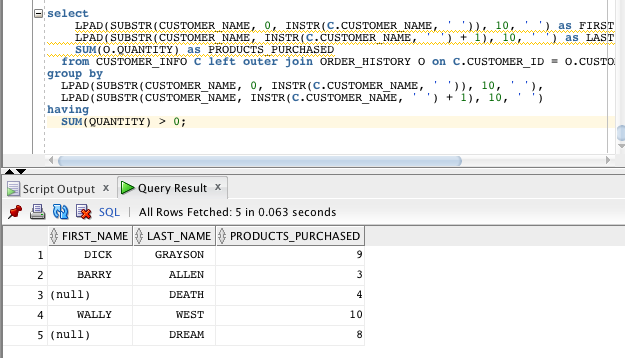 select
LPAD(SUBSTR(CUSTOMER_NAME, 0, INSTR(C.CUSTOMER_NAME, ' ')), 10, ' ') as FIRST
LPAD(SUBSTR(CUSTOMER_NAME, INSTR(C.CUSTOMER_NAME, ' ') + 1), 10, ' ') as LAST
SUM(O.QUANTITY) as PRODUCTS_PURCHASED
from CUSTOMER_INFO C left outer join ORDER_HISTORY O on C.CUSTOMER_ID = O.CUSTO
group by
LPAD(SUBSTR(CUSTOMER_NAME, 0, INSTR(C.CUSTOMER_NAME, ' ')), 10, ' '),
LPAD(SUBSTR(CUSTOMER_NAME, INSTR(C.CUSTOMER_NAME, ' ') + 1), 10, ' ')
having
SUM(QUANTITY) > 0;
Script Output x Query Result x
SQL | All Rows Fetched: 5 in 0.063 seconds
FIRST_NAME LAST_NAME PRODUCTS_PURCHASED
1 DICK GRAYSON 9
2 BARRY ALLEN 3
3 (null) DEATH 4
4 WALLY WEST 10
5 (null) DREAM 8